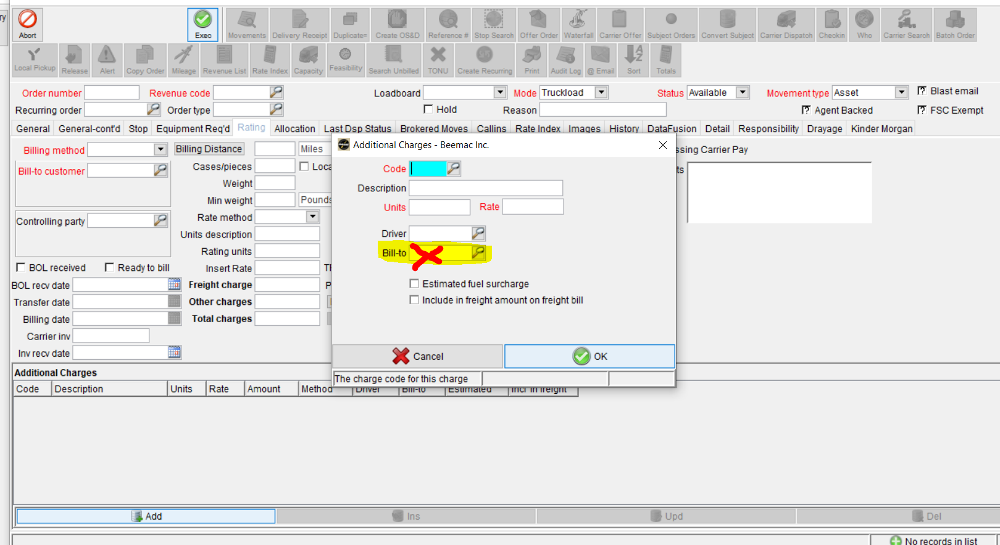 ry
Abort
Exec
Movements
Delivery Receipt
Duplicate=
Create OS&D
Reference #
Stop Search
Offer Order
Waterfall
Carrier Offer
Subject Orders
Convert Subject
Carrier Dispatch
Checkin
Who
Carrier Search
Batch Order
Local Pickup
Release
Alert
Copy Order
Mileage
Revenue List
Rate Index
Capacity
Feasibility
Search Unbilled
TONU
Create Recurring
Print
Audit Log
@ Email
Sort
Totals
Order number
Revenue code
Loadboard
Mode Truckload
Status Available
Movement type Asset
Blast email
Recurring order
Order type
Hold
Reason
Agent Backed
FSC Exempt
General General-cont'd Stop Equipment Req'd Rating Allocation Last Dsp Status Brokered Moves Callins Rate Index Images History DataFusion Detail Responsibility Drayage Kinder Morgan
Billing method
Billing Distance
Miles
Additional Charges - Beemac Inc.
ssing Carrier Pay
Bill-to customer
Cases/pieces
Loca
Code
ts
Weight
Description
Min weight
Pounds
Units
Rate
Controlling party
Rate method
Units description
Driver
Rating units
Bill-to
BOL received
Ready to bill
Insert Rate
BOL recv date
Freight charge
Estimated fuel surcharge
Transfer date
Other charges
Include in freight amount on freight bill
Billing date
Total charges
Carrier inv
Inv recv date
Cancel
OK
Additional Charges
The charge code for this charge
Code Description Units Rate Amount Method Driver Bill-to Estimated Incl in freight
Add
Ins
Upd
Del
No records in list